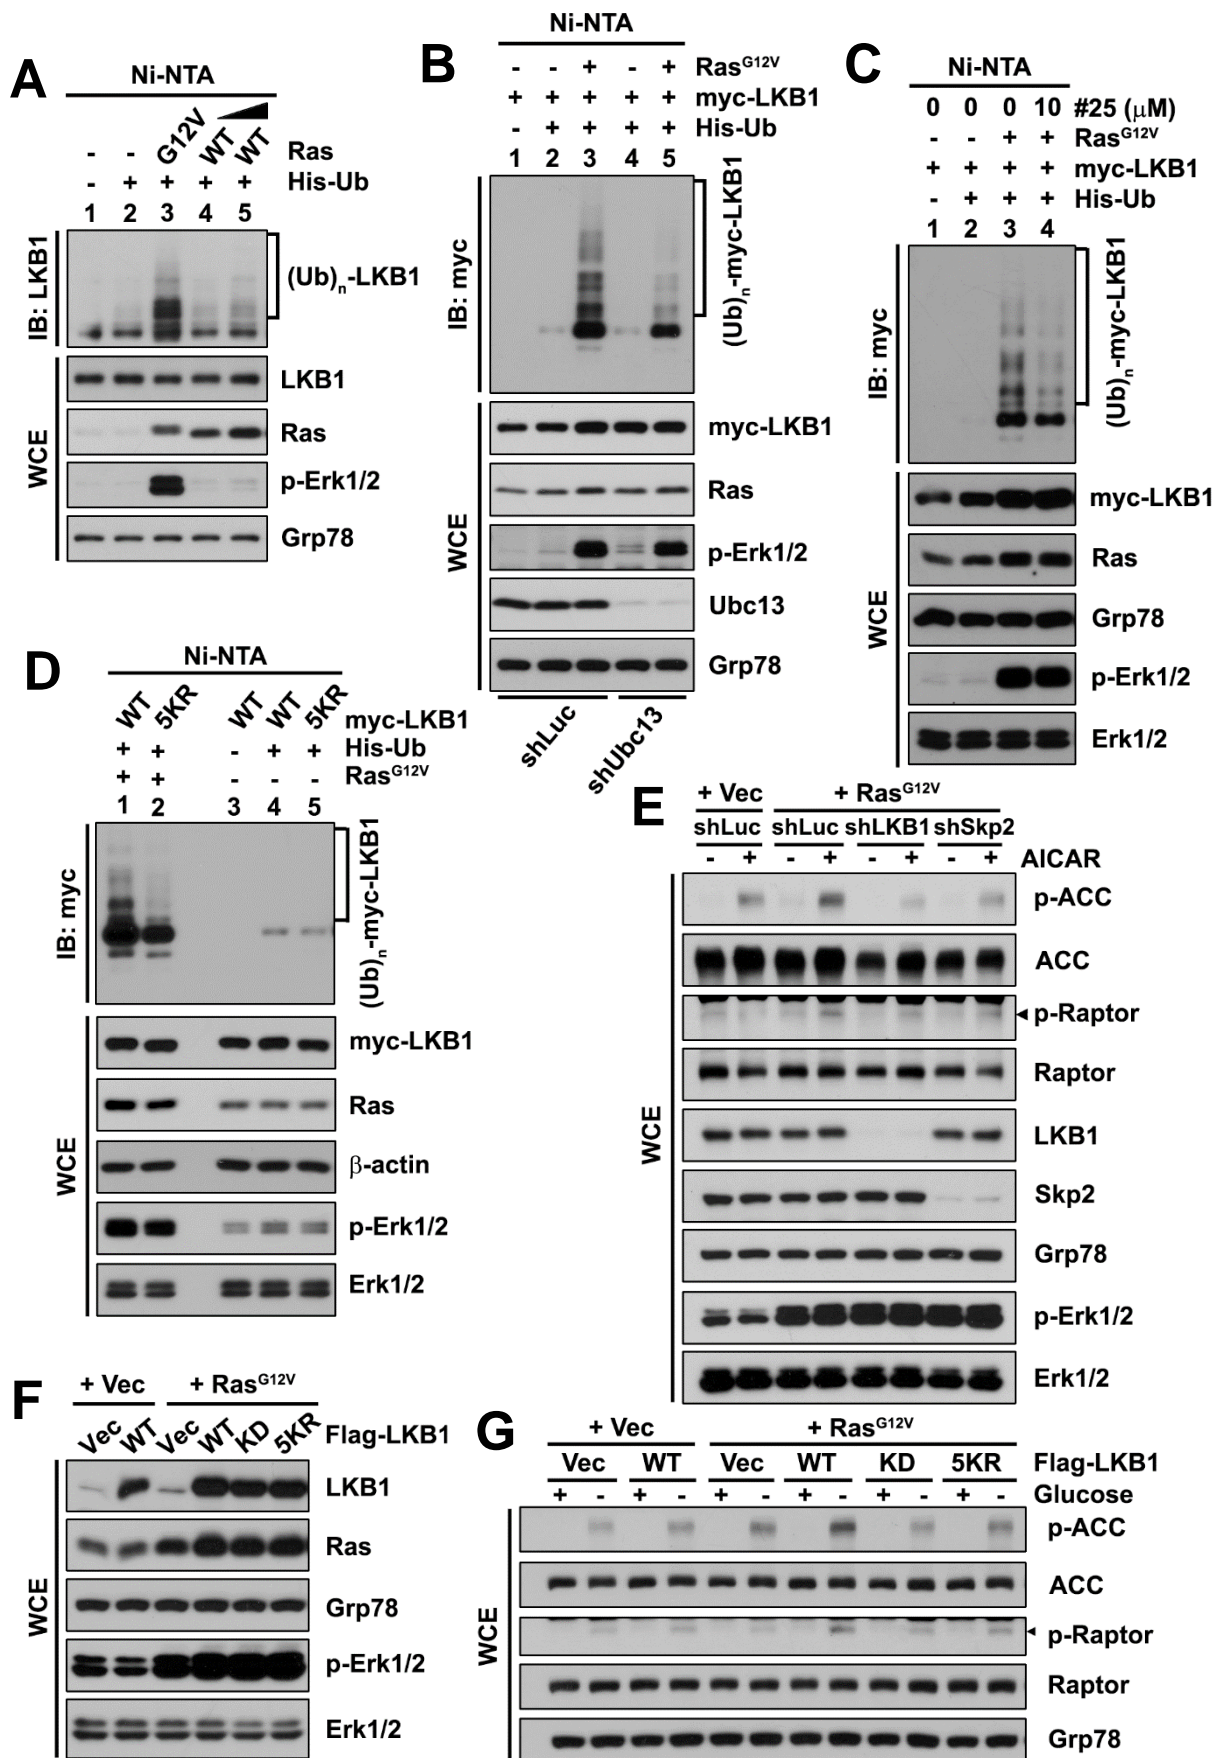 A
Ni-NTA
- - G12V WT WT Ras
- + + + + His-Ub
1 2 3 4 5
IB: LKB1
(Ub)n-LKB1
WCE
LKB1
Ras
p-Erk1/2
Grp78
B
Ni-NTA
- - + - + RasG12V
+ + + + + myc-LKB1
- + + + + His-Ub
1 2 3 4 5
IB: myc
(Ub)n-myc-LKB1
WCE
myc-LKB1
Ras
p-Erk1/2
Ubc13
Grp78
shLuc shUbc13
C
Ni-NTA
0 0 0 10 #25 (μM)
- - + + RasG12V
+ + + + myc-LKB1
- + + + His-Ub
1 2 3 4
IB: myc
(Ub)n-myc-LKB1
WCE
myc-LKB1
Ras
Grp78
p-Erk1/2
Erk1/2
D
Ni-NTA
WT 5KR WT WT 5KR myc-LKB1
+ + - + + His-Ub
+ + - - - RasG12V
1 2 3 4 5
IB: myc
(Ub)n-myc-LKB1
WCE
myc-LKB1
Ras
β-actin
p-Erk1/2
Erk1/2
E
+ Vec + RasG12V
shLuc shLuc shLKB1 shSkp2
- + - + - + - + AICAR
WCE
p-ACC
ACC
p-Raptor
Raptor
LKB1
Skp2
Grp78
p-Erk1/2
Erk1/2
F
+ Vec + RasG12V
Vec WT Vec WT KD 5KR Flag-LKB1
WCE
LKB1
Ras
Grp78
p-Erk1/2
Erk1/2
G
+ Vec + RasG12V
Vec WT Vec WT KD 5KR Flag-LKB1
+ - + - + - + - + - + - Glucose
WCE
p-ACC
ACC
p-Raptor
Raptor
Grp78